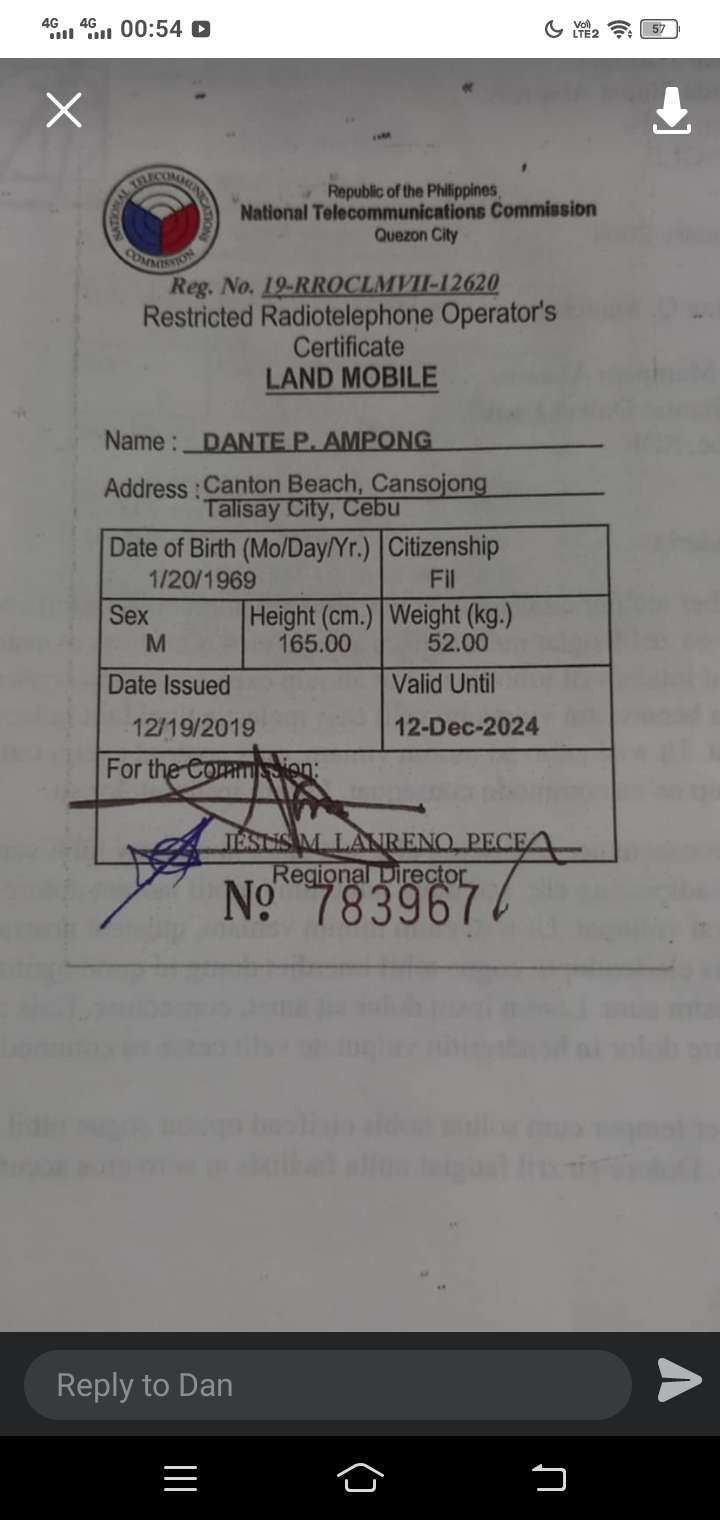 4G 4G 00:54 Vo) LTE2 57
NATIONAL TELECOMMUNICATIONS COMMISSION
Republic of the Philippines
National Telecommunications Commission
Quezon City
Reg. No. 19-RROCLMVII-12620
Restricted Radiotelephone Operator's
Certificate
LAND MOBILE
Name : DANTE P. AMPONG
Address : Canton Beach, Cansojong
Talisay City, Cebu
Date of Birth (Mo/Day/Yr.) Citizenship
1/20/1969 Fil
Sex Height (cm.) Weight (kg.)
M 165.00 52.00
Date Issued Valid Until
12/19/2019 12-Dec-2024
For the Commission:
JESUS M. LAURENO, PECE
Regional Director
Nº 783967
Reply to Dan